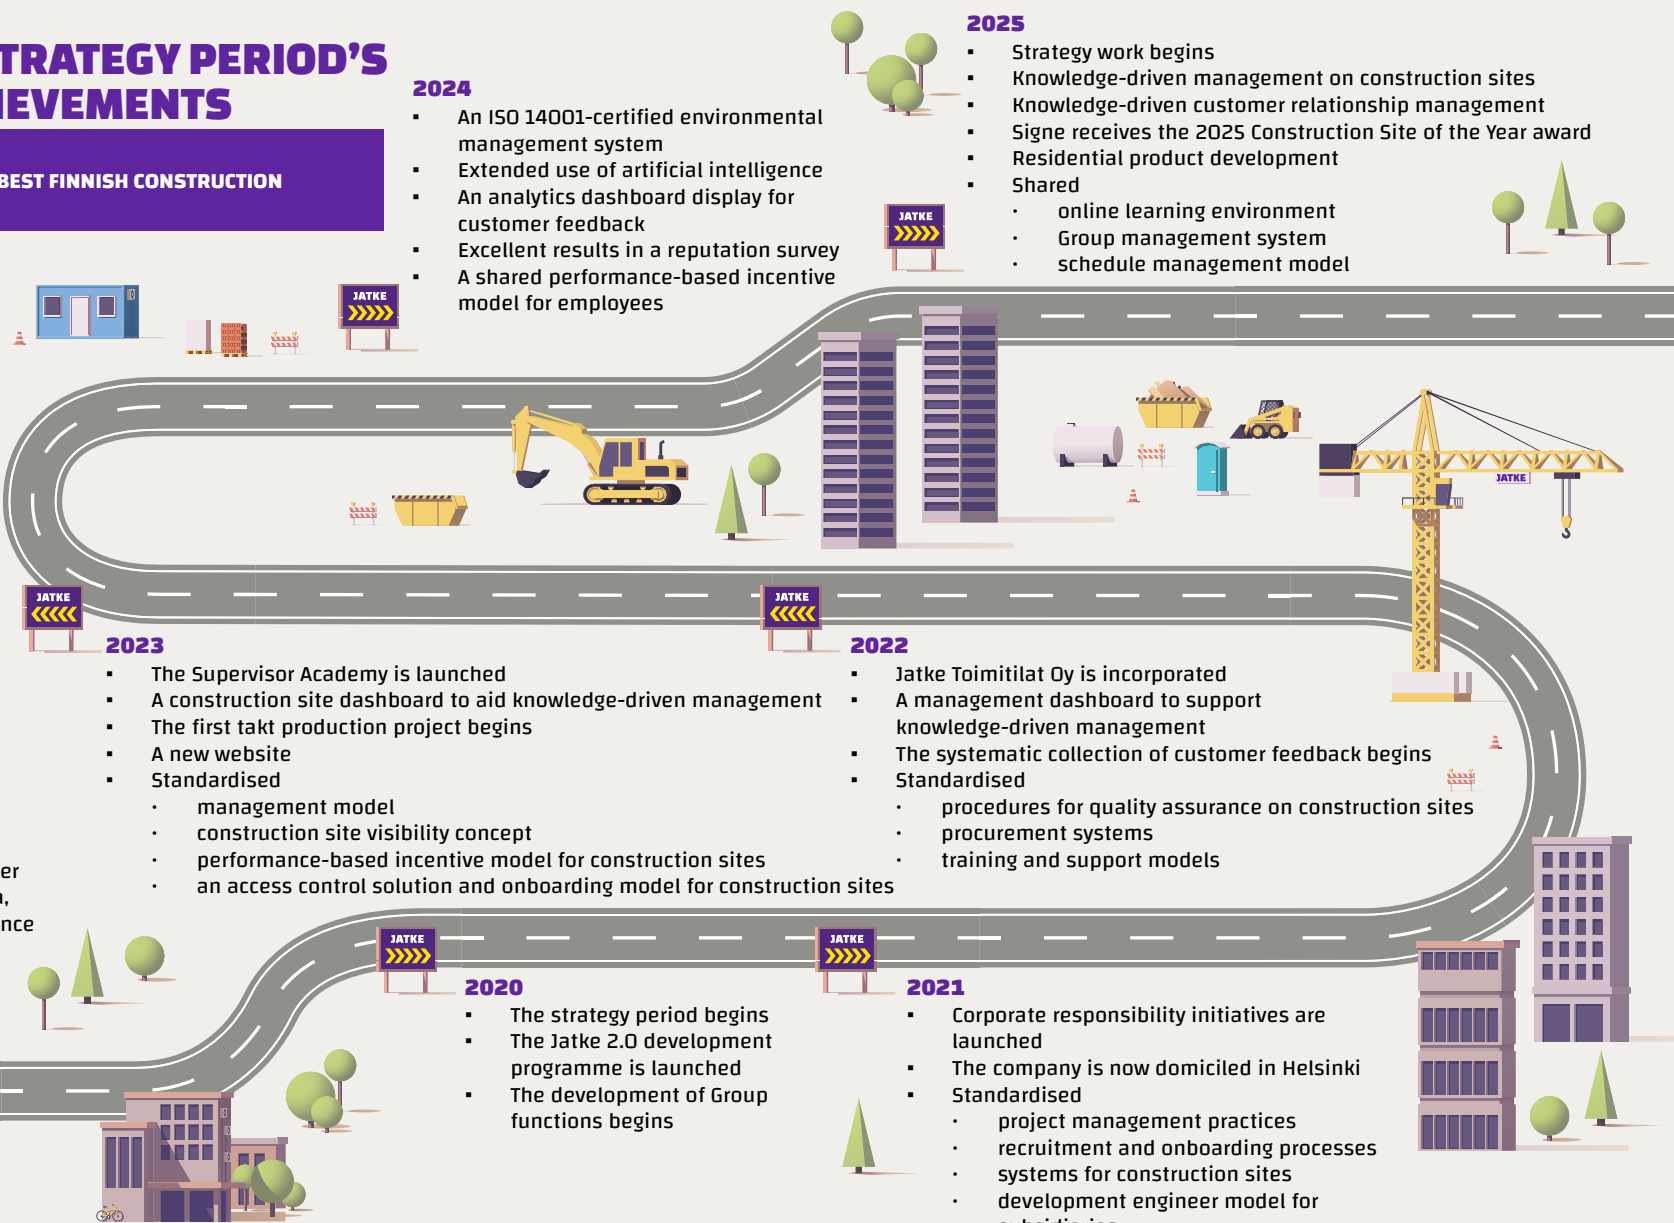 TRATEGY PERIOD'S
IEVEMENTS
BEST FINNISH CONSTRUCTION
2024
▪ An ISO 14001-certified environmental
management system
▪ Extended use of artificial intelligence
▪ An analytics dashboard display for
customer feedback
▪ Excellent results in a reputation survey
▪ A shared performance-based incentive
model for employees
2025
▪ Strategy work begins
▪ Knowledge-driven management on construction sites
▪ Knowledge-driven customer relationship management
▪ Signe receives the 2025 Construction Site of the Year award
▪ Residential product development
▪ Shared
• online learning environment
• Group management system
• schedule management model
JATKE
JATKE
JATKE
JATKE
JATKE
2023
▪ The Supervisor Academy is launched
▪ A construction site dashboard to aid knowledge-driven management
▪ The first takt production project begins
▪ A new website
▪ Standardised
• management model
• construction site visibility concept
• performance-based incentive model for construction sites
• an access control solution and onboarding model for construction sites
2022
▪ Jatke Toimitilat Oy is incorporated
▪ A management dashboard to support
knowledge-driven management
▪ The systematic collection of customer feedback begins
▪ Standardised
• procedures for quality assurance on construction sites
• procurement systems
• training and support models
er
,
nce
JATKE
JATKE
2020
▪ The strategy period begins
▪ The Jatke 2.0 development
programme is launched
▪ The development of Group
functions begins
2021
▪ Corporate responsibility initiatives are
launched
▪ The company is now domiciled in Helsinki
▪ Standardised
• project management practices
• recruitment and onboarding processes
• systems for construction sites
• development engineer model for